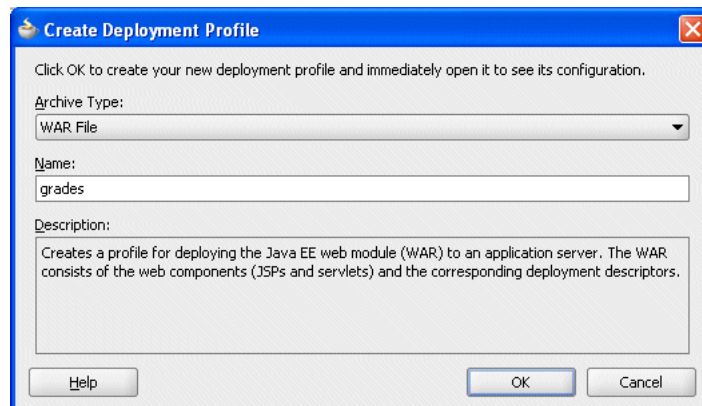 Create Deployment Profile
Click OK to create your new deployment profile and immediately open it to see its configuration.
Archive Type:
WAR File
Name:
grades
Description:
Creates a profile for deploying the Java EE web module (WAR) to an application server. The WAR
consists of the web components (JSPs and servlets) and the corresponding deployment descriptors.
Help
OK
Cancel